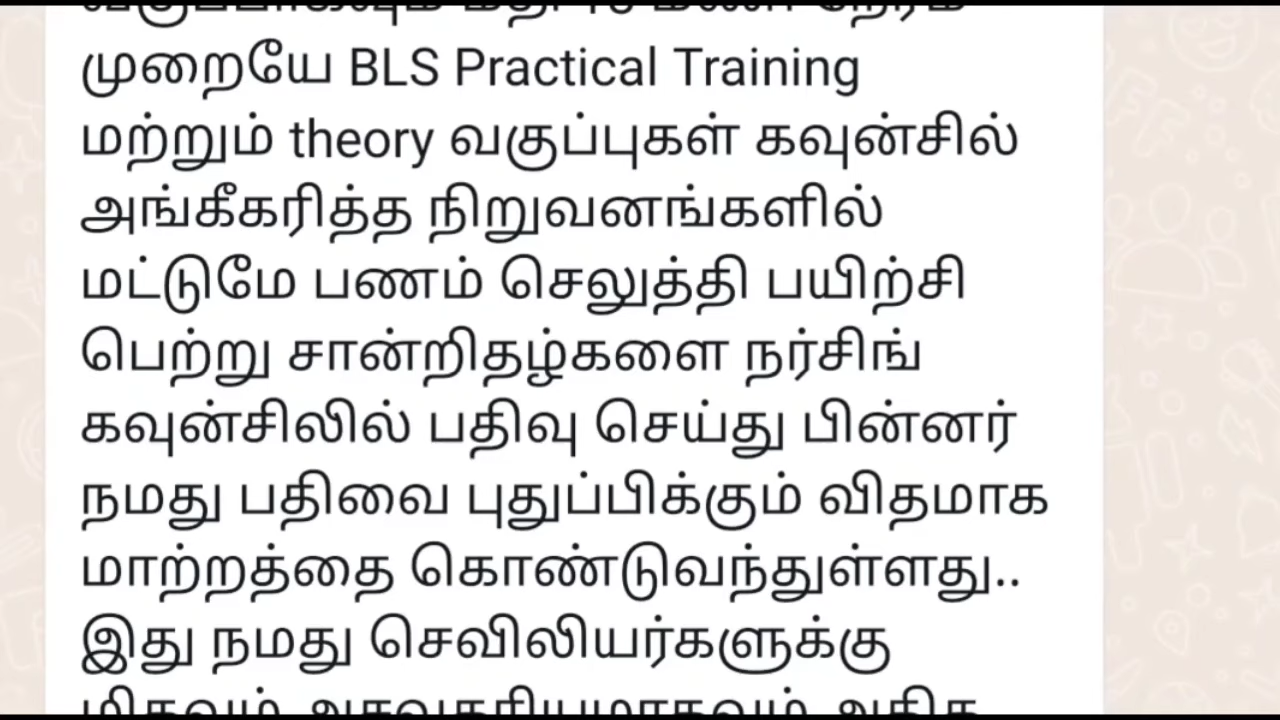 முறையே BLS Practical Training
மற்றும் theory வகுப்புகள் கவுன்சில்
அங்கீகரித்த நிறுவனங்களில்
மட்டுமே பணம் செலுத்தி பயிற்சி
பெற்று சான்றிதழ்களை நர்சிங்
கவுன்சிலில் பதிவு செய்து பின்னர்
நமது பதிவை புதுப்பிக்கும் விதமாக
மாற்றத்தை கொண்டுவந்துள்ளது..
இது நமது செவிலியர்களுக்கு